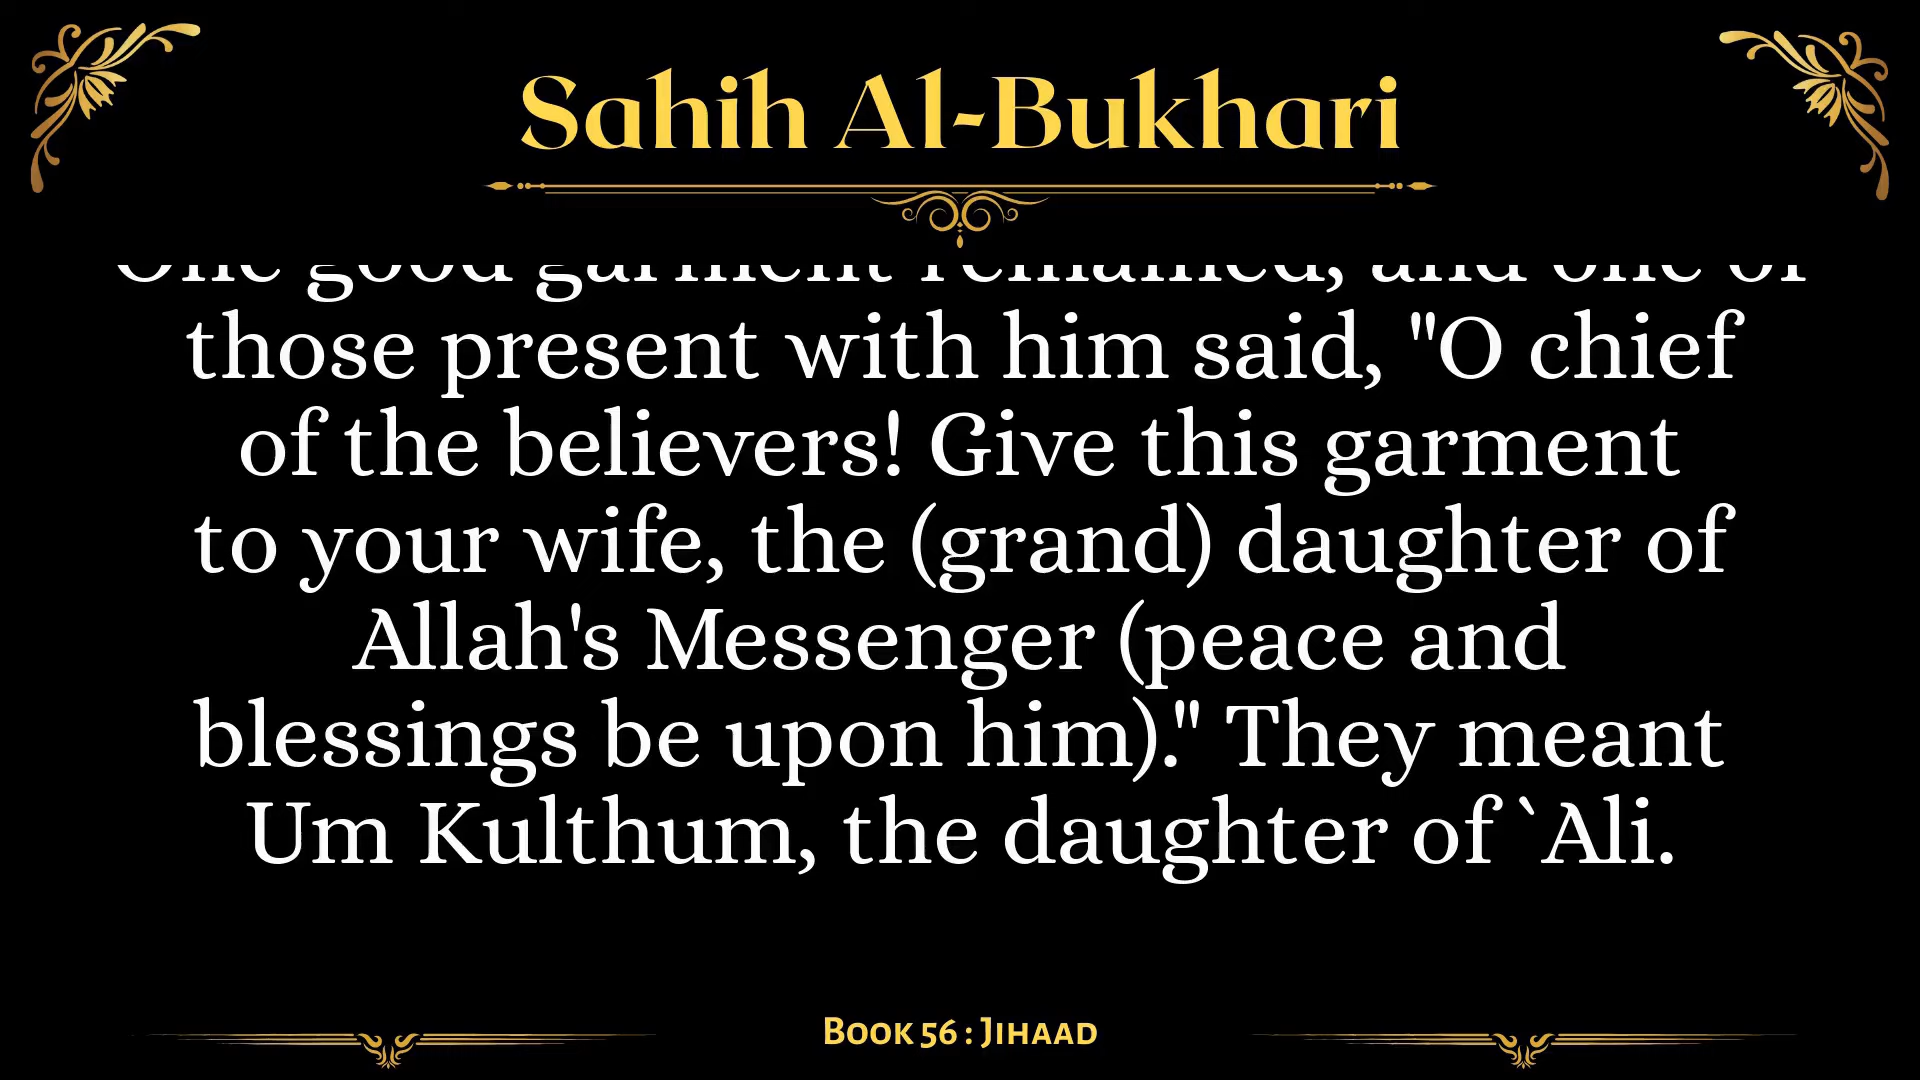 Sahih Al-Bukhari
One good garment remained, and one of
those present with him said, "O chief
of the believers! Give this garment
to your wife, the (grand) daughter of
Allah's Messenger (peace and
blessings be upon him)." They meant
Um Kulthum, the daughter of `Ali.
Book 56 : Jihaad